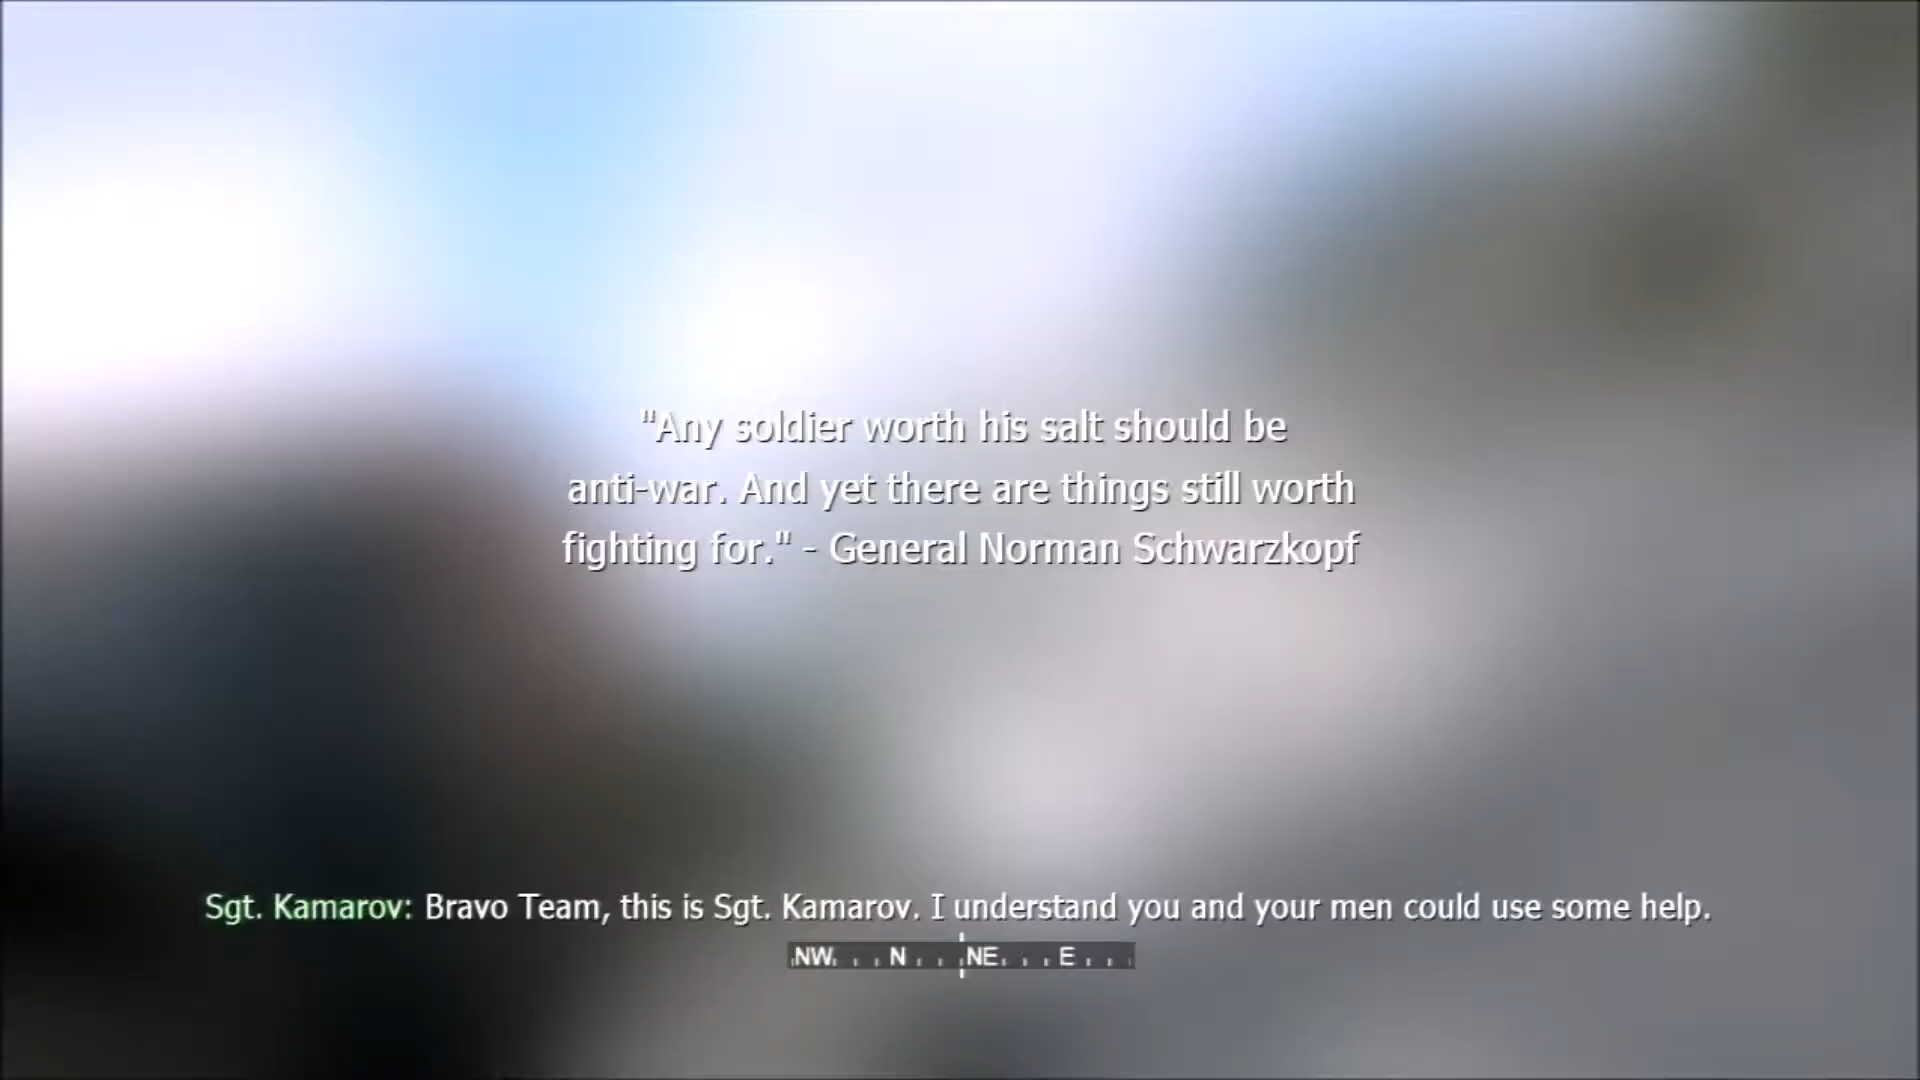 "Any soldier worth his salt should be
anti-war. And yet there are things still worth
fighting for." - General Norman Schwarzkopf
Sgt. Kamarov: Bravo Team, this is Sgt. Kamarov. I understand you and your men could use some help.
NW N NE E